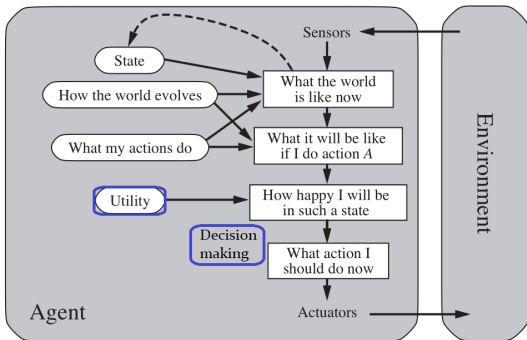 Sensors
State
What the world
is like now
How the world evolves
What my actions do
What it will be like
if I do action A
Utility
How happy I will be
in such a state
Decision
making
What action I
should do now
Agent
Actuators
Environment